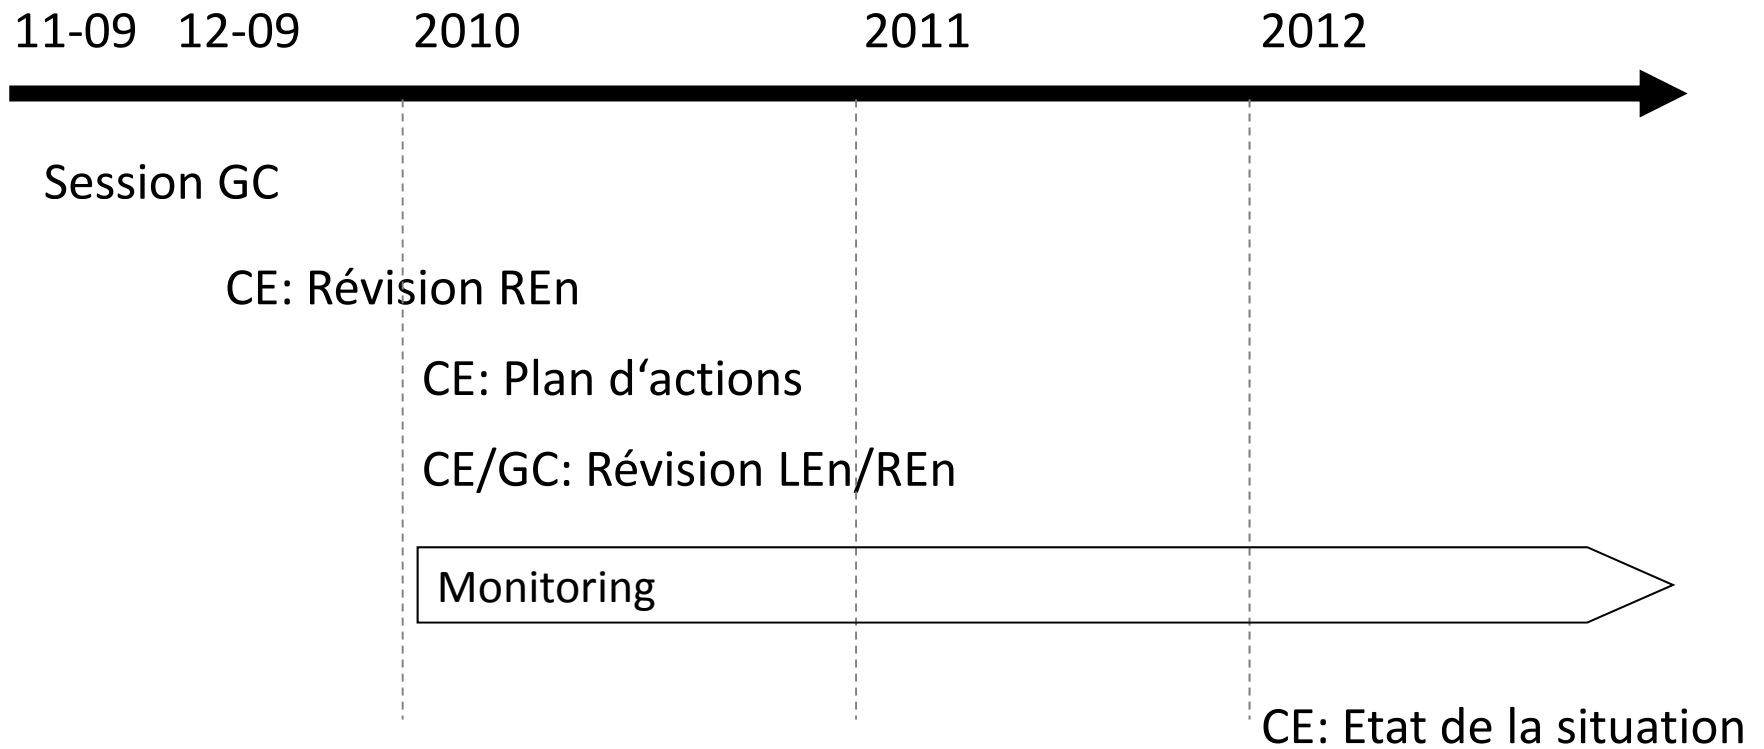 11-09 12-09 2010 2011 2012
Session GC
CE: Révision REn
CE: Plan d‘actions
CE/GC: Révision LEn/REn
Monitoring
CE: Etat de la situation